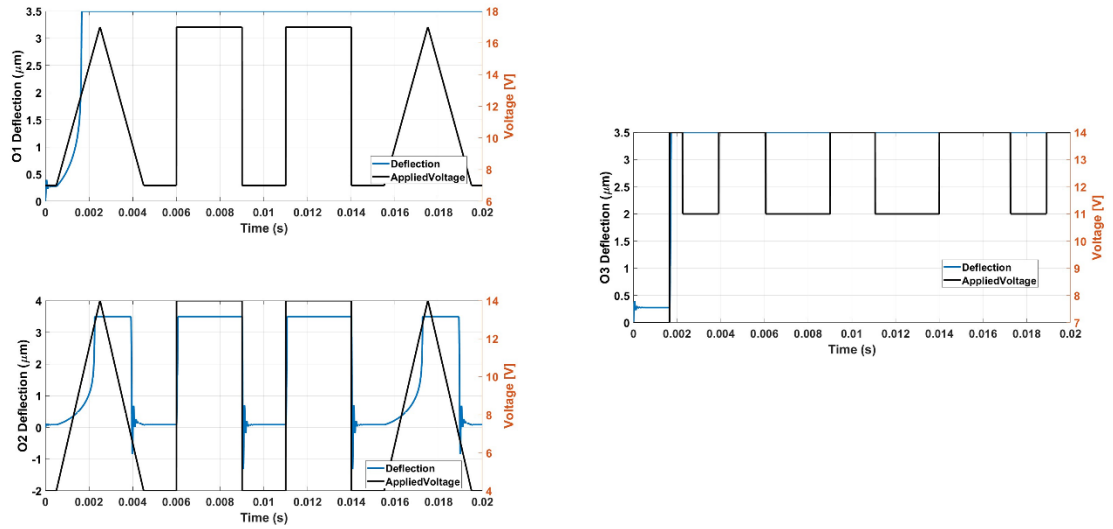 O1 Deflection (μm)
3.5
3
2.5
2
1.5
1
0.5
0
18
16
14
12
10
8
6
Voltage [V]
Deflection
AppliedVoltage
0 0.002 0.004 0.006 0.008 0.01 0.012 0.014 0.016 0.018 0.02
Time (s)
O2 Deflection (μm)
4
3
2
1
0
-1
-2
14
12
10
8
6
4
Voltage [V]
Deflection
AppliedVoltage
0 0.002 0.004 0.006 0.008 0.01 0.012 0.014 0.016 0.018 0.02
Time (s)
O3 Deflection (μm)
3.5
3
2.5
2
1.5
1
0.5
0
14
13
12
11
10
9
8
7
Voltage [V]
Deflection
AppliedVoltage
0 0.002 0.004 0.006 0.008 0.01 0.012 0.014 0.016 0.018 0.02
Time (s)